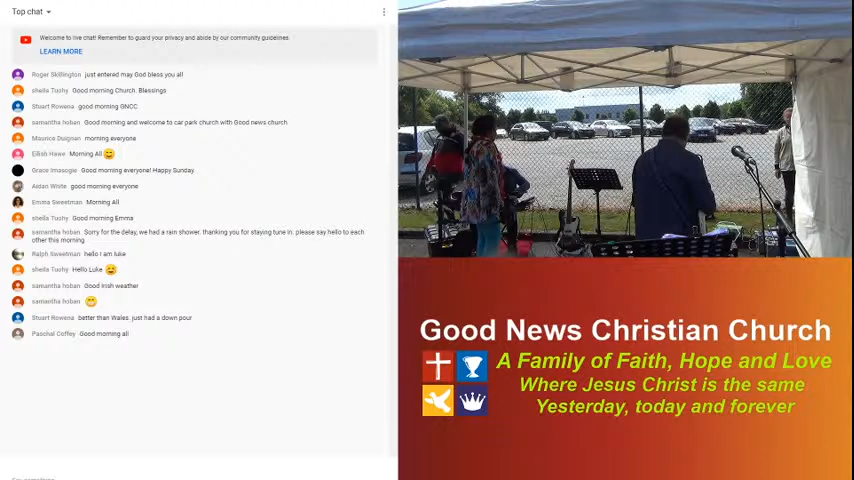 Top chat
Welcome to live chat! Remember to guard your privacy and abide by our community guidelines.
LEARN MORE
Roger Skillington just entered may God bless you all
sheila Tuohy Good morning Church. Blessings
Stuart Rowena good morning GNCC
samantha hoban Good morning and welcome to car park church with Good news church
Maurice Duignan morning everyone
Eilish Hawe Morning All 😊
Grace Imasogie Good morning everyone! Happy Sunday.
Aidan White good morning everyone
Emma Sweetman Morning All
sheila Tuohy Good morning Emma
samantha hoban Sorry for the delay, we had a rain shower. thanking you for staying tune in. please say hello to each
other this morning
Ralph Sweetman hello I am luke
sheila Tuohy Hello Luke ☺️
samantha hoban Good Irish weather
samantha hoban 😁
Stuart Rowena better than Wales. just had a down pour
Paschal Coffey Good morning all
Good News Christian Church
A Family of Faith, Hope and Love
Where Jesus Christ is the same
Yesterday, today and forever